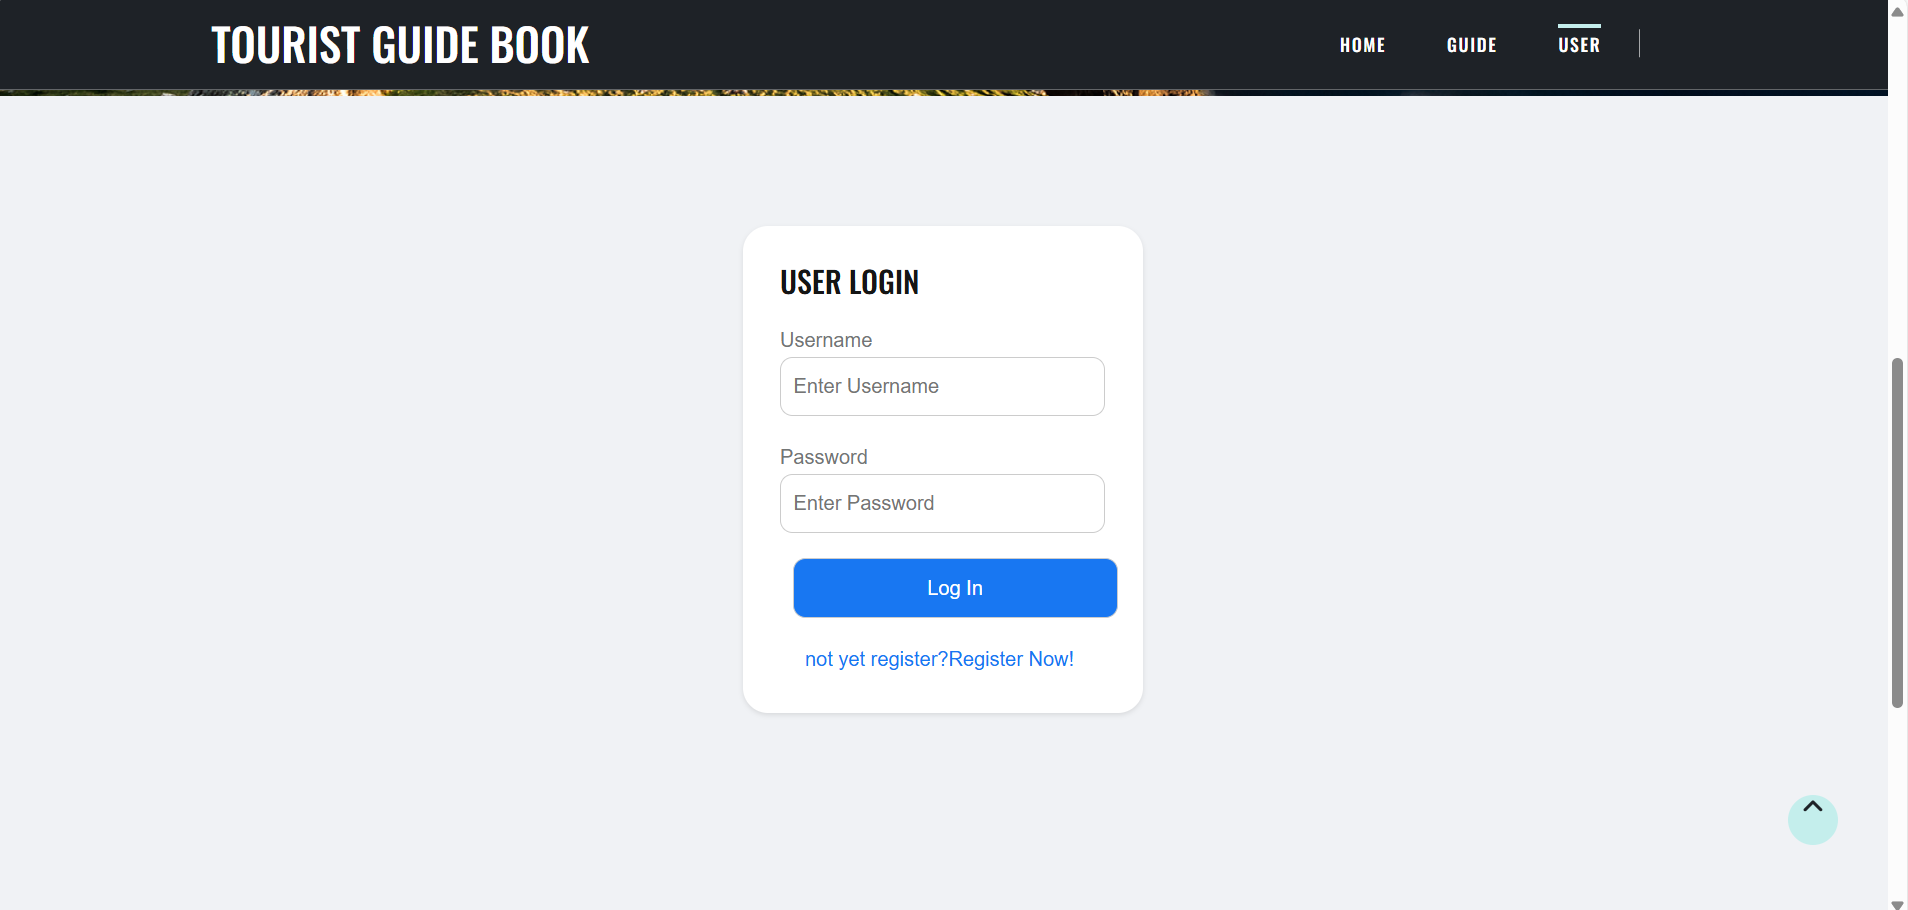 TOURIST GUIDE BOOK
HOME GUIDE USER
USER LOGIN
Username
Enter Username
Password
Enter Password
Log In
not yet register?Register Now!